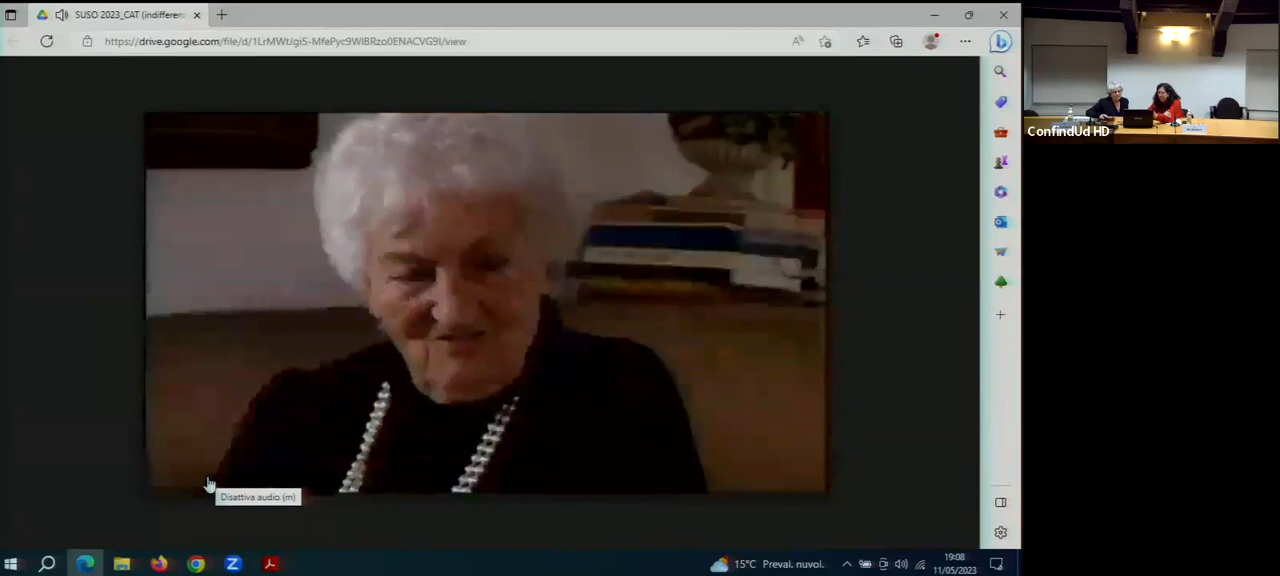 SUSO 2023_CAT (indifferen
https://drive.google.com/file/d/1LrMWtJgi5-MfePyc9WIBRzo0ENACVG9I/view
ConfindUd HD
Disattiva audio (m)
15°C Preval. nuvol.
19:08
11/05/2023